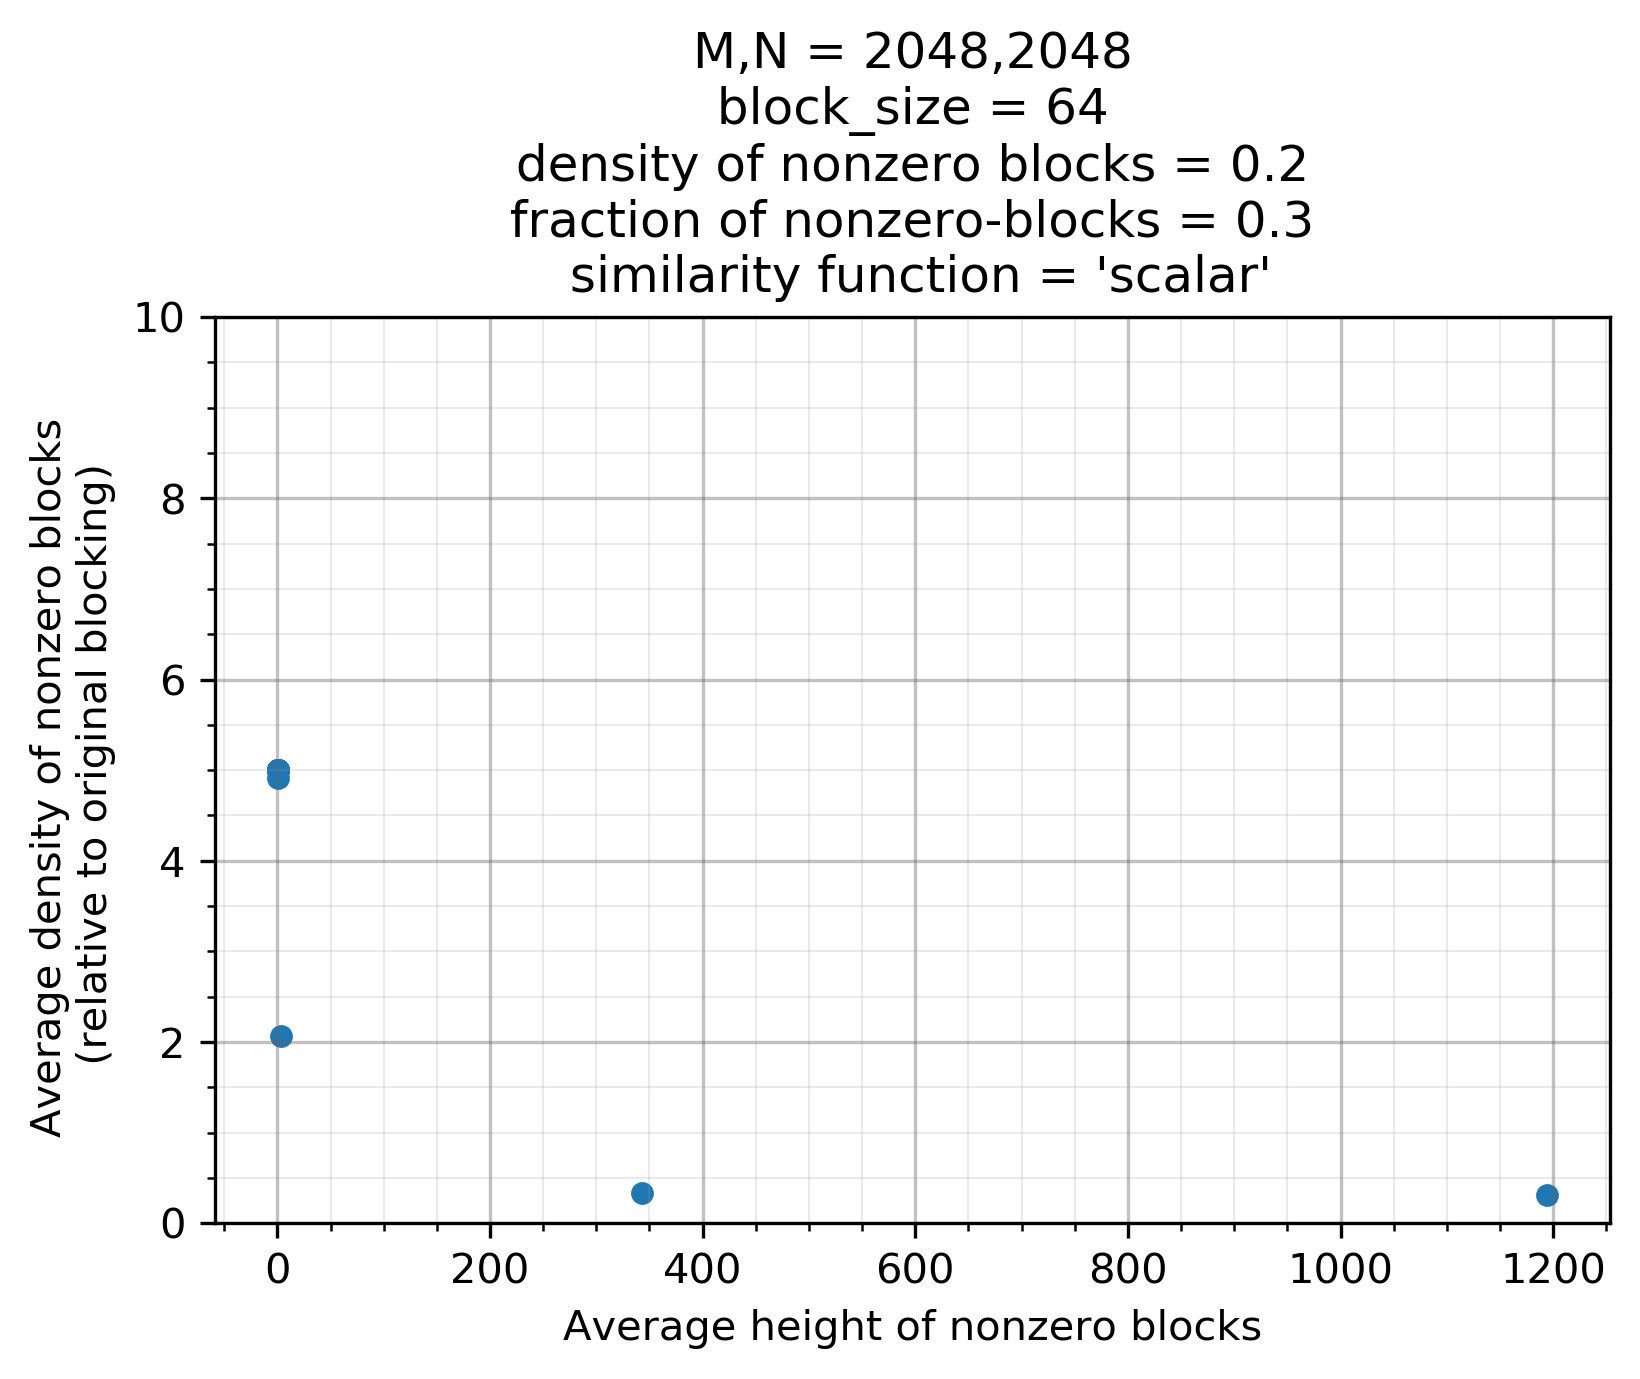 M,N = 2048,2048
block_size = 64
density of nonzero blocks = 0.2
fraction of nonzero-blocks = 0.3
similarity function = 'scalar'
10
8
6
4
2
0
Average density of nonzero blocks
(relative to original blocking)
0 200 400 600 800 1000 1200
Average height of nonzero blocks